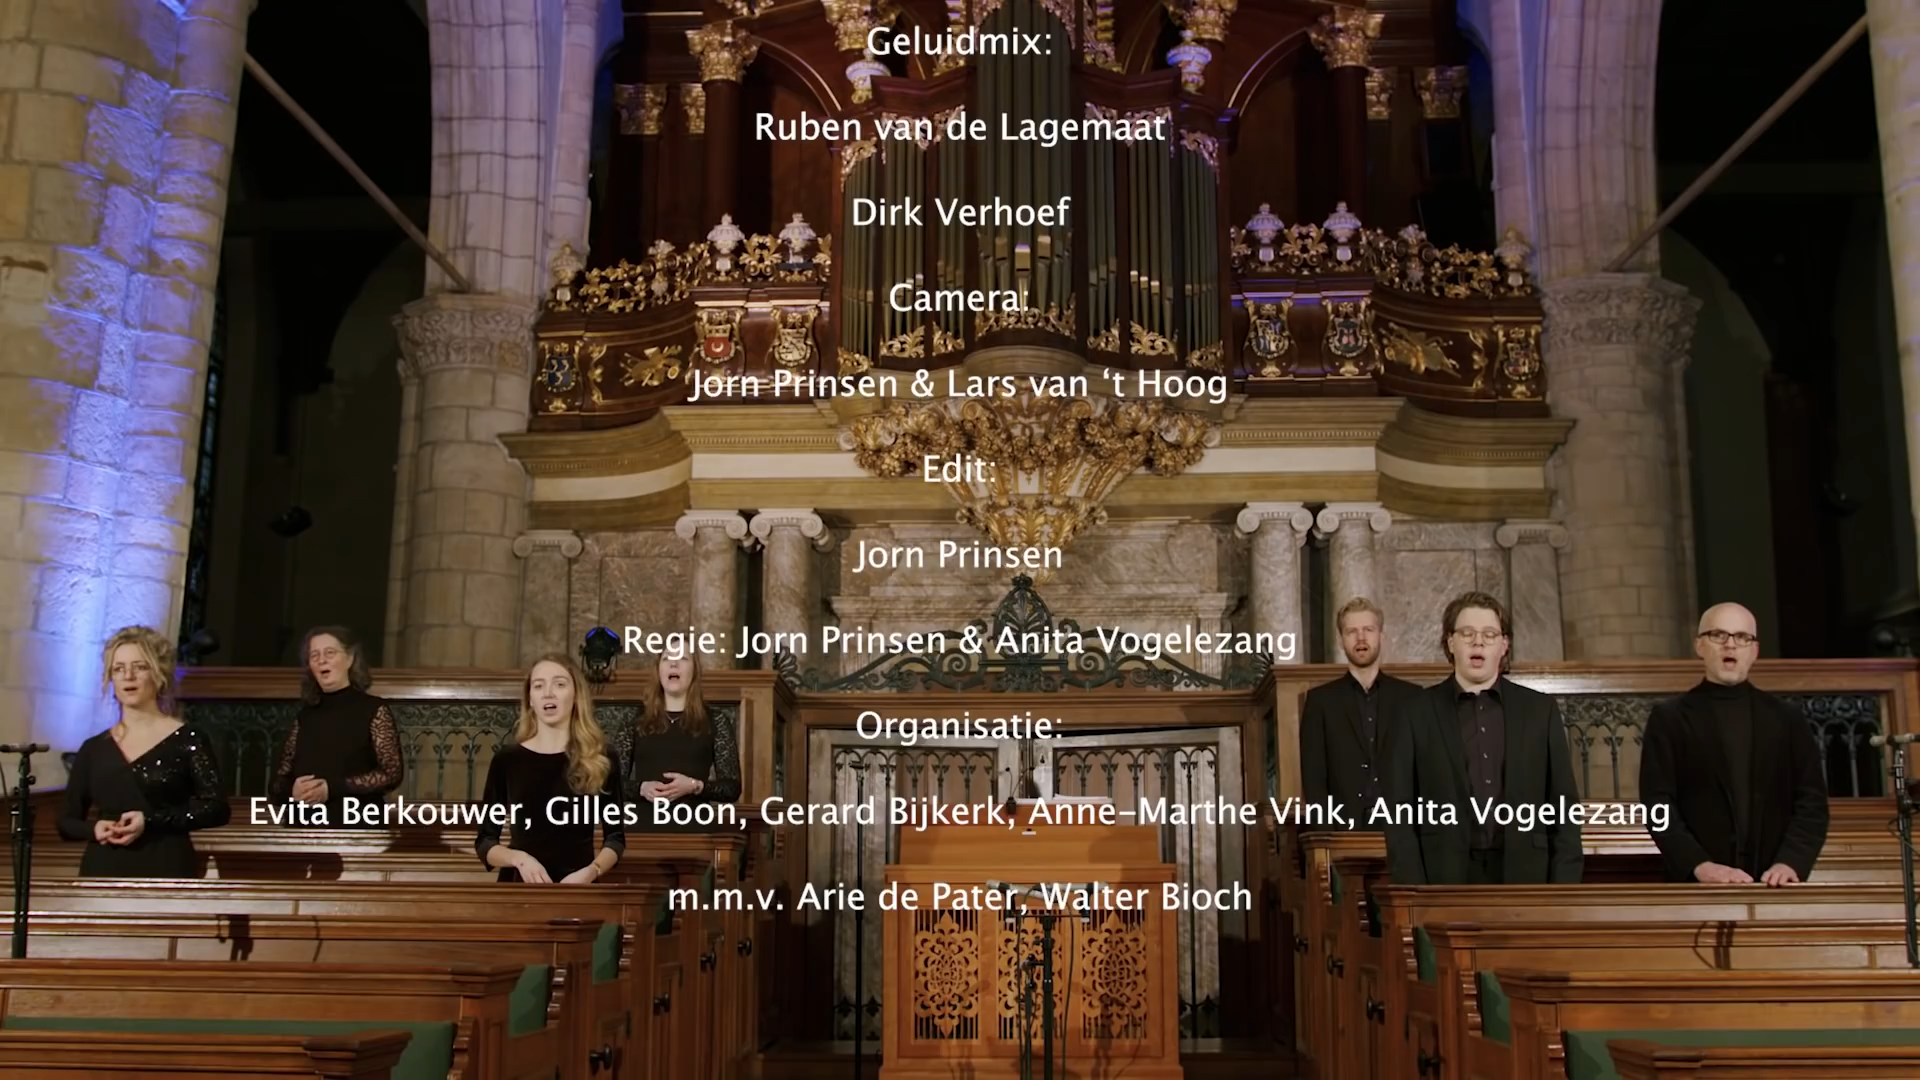 Geluidmix:
Ruben van de Lagemaat
Dirk Verhoef
Camera:
Jorn Prinsen & Lars van ‘t Hoog
Edit:
Jorn Prinsen
Regie: Jorn Prinsen & Anita Vogelezang
Organisatie:
Evita Berkouwer, Gilles Boon, Gerard Bijkerk, Anne-Marthe Vink, Anita Vogelezang
m.m.v. Arie de Pater, Walter Bioch